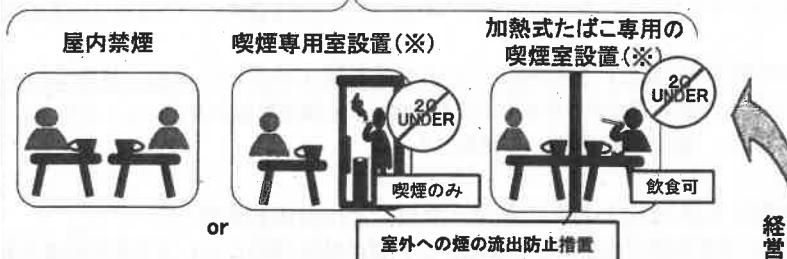 屋内禁煙
喫煙専用室設置(※)
加熱式たばこ専用の
喫煙室設置(※)
20
UNDER
20
UNDER
喫煙のみ
飲食可
or
室外への煙の流出防止措置
経営